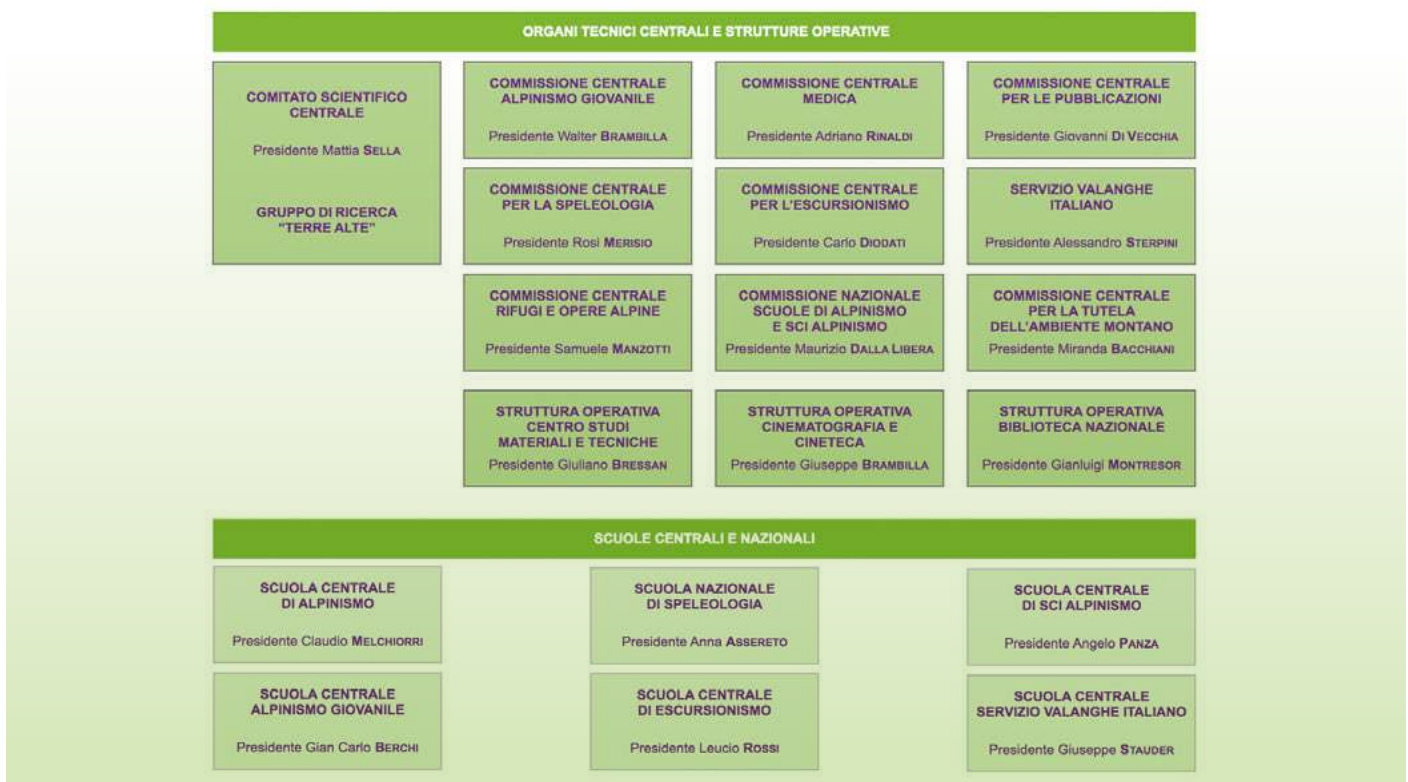 ORGANI TECNICI CENTRALI E STRUTTURE OPERATIVE
COMITATO SCIENTIFICO
CENTRALE
Presidente Mattia SELLA
GRUPPO DI RICERCA
"TERRE ALTE"
COMMISSIONE CENTRALE
ALPINISMO GIOVANILE
Presidente Walter BRAMBILLA
COMMISSIONE CENTRALE
MEDICA
Presidente Adriano RINALDI
COMMISSIONE CENTRALE
PER LE PUBBLICAZIONI
Presidente Giovanni DI VECCHIA
COMMISSIONE CENTRALE
PER LA SPELEOLOGIA
Presidente Rosi MERISIO
COMMISSIONE CENTRALE
PER L'ESCURSIONISMO
Presidente Carlo DIODATI
SERVIZIO VALANGHE
ITALIANO
Presidente Alessandro STERPINI
COMMISSIONE CENTRALE
RIFUGI E OPERE ALPINE
Presidente Samuele MANZOTTI
COMMISSIONE NAZIONALE
SCUOLE DI ALPINISMO
E SCI ALPINISMO
Presidente Maurizio DALLA LIBERA
COMMISSIONE CENTRALE
PER LA TUTELA
DELL'AMBIENTE MONTANO
Presidente Miranda BACCHIANI
STRUTTURA OPERATIVA
CENTRO STUDI
MATERIALI E TECNICHE
Presidente Giuliano BRESSAN
STRUTTURA OPERATIVA
CINEMATOGRAFIA E
CINETECA
Presidente Giuseppe BRAMBILLA
STRUTTURA OPERATIVA
BIBLIOTECA NAZIONALE
Presidente Gianluigi MONTRESOR
SCUOLE CENTRALI E NAZIONALI
SCUOLA CENTRALE
DI ALPINISMO
Presidente Claudio MELCHIORRI
SCUOLA NAZIONALE
DI SPELEOLOGIA
Presidente Anna ASSERETO
SCUOLA CENTRALE
DI SCI ALPINISMO
Presidente Angelo PANZA
SCUOLA CENTRALE
ALPINISMO GIOVANILE
Presidente Gian Carlo BERCHI
SCUOLA CENTRALE
DI ESCURSIONISMO
Presidente Leucio ROSSI
SCUOLA CENTRALE
SERVIZIO VALANGHE ITALIANO
Presidente Giuseppe STAUDER